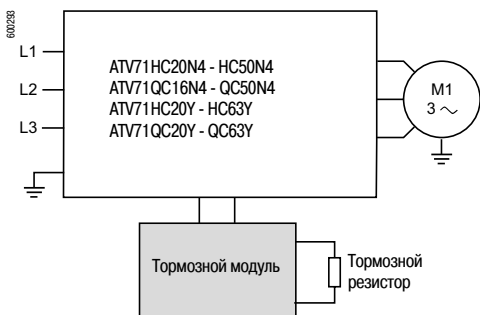 600293
L1
L2
L3
ATV71HC20N4 - HC50N4
ATV71QC16N4 - QC50N4
ATV71HC20Y - HC63Y
ATV71QC20Y - QC63Y
M1
3 ~
Тормозной модуль
Тормозной
резистор